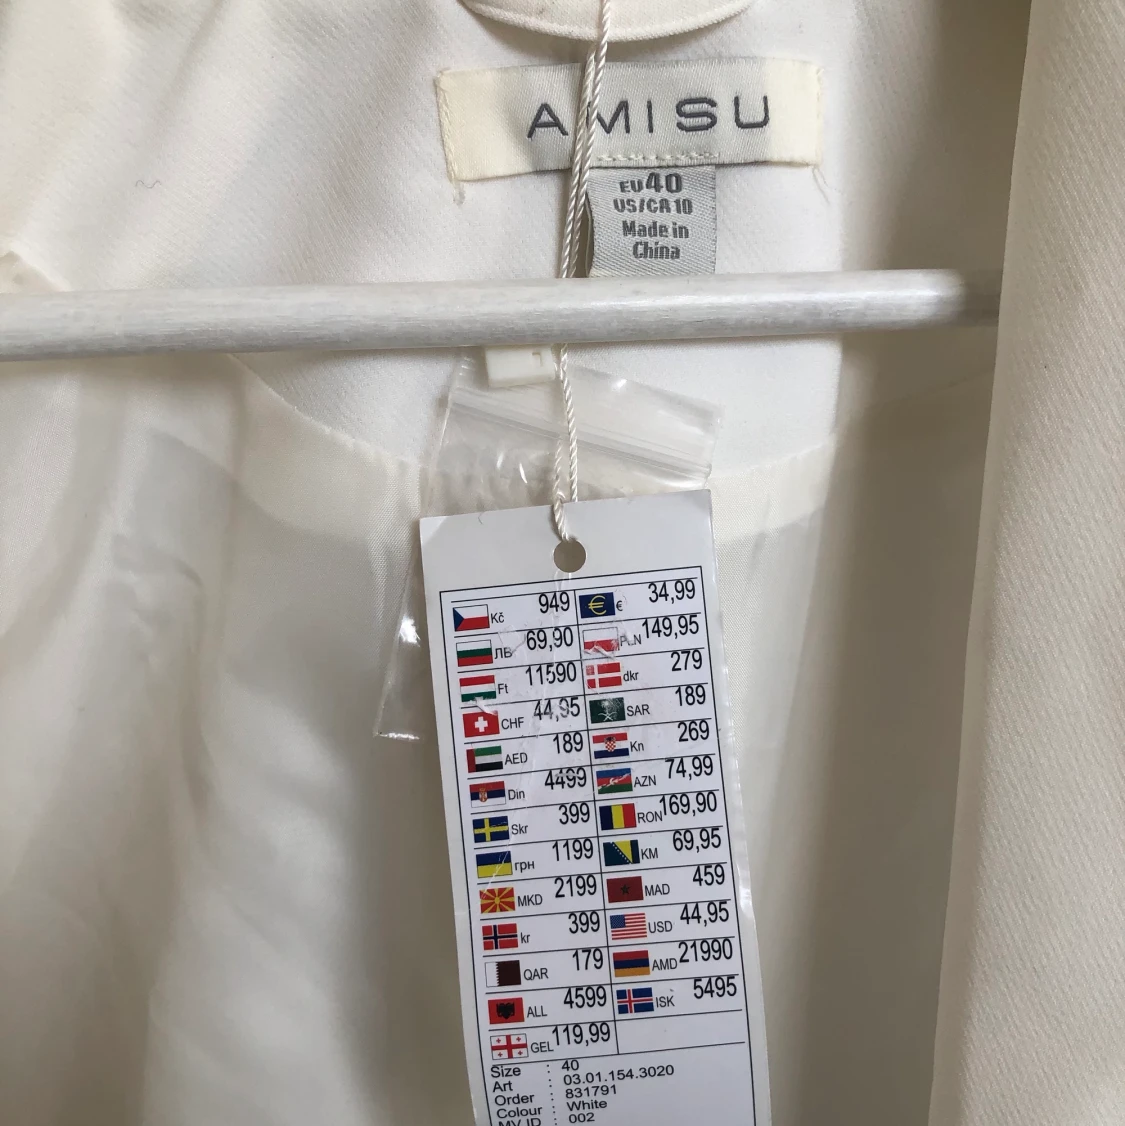 AMISU
EU 40
US/CA 10
Made in
China
Kč 949 € 34,99
ЛВ 69,90 PLN 149,95
Ft 11590 dkr 279
CHF 44,95 SAR 189
AED 189 Kn 269
Din 4499 AZN 74,99
Skr 399 RON 169,90
грн 1199 KM 69,95
MKD 2199 MAD 459
kr 399 USD 44,95
QAR 179 AMD 21990
ALL 4599 ISK 5495
GEL 119,99
Size : 40
Art : 03.01.154.3020
Order : 831791
Colour : White
MV ID : 002